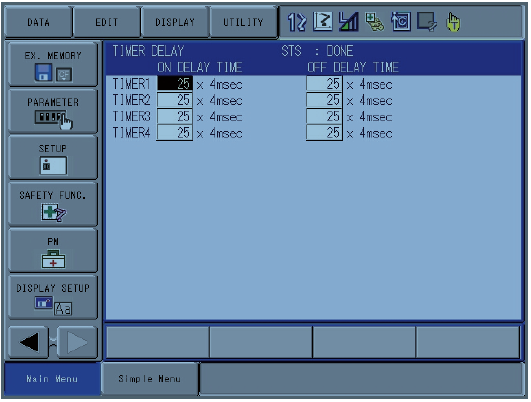 DATA EDIT DISPLAY UTILITY
EX. MEMORY
PARAMETER
SETUP
SAFETY FUNC.
PM
DISPLAY SETUP
TIMER DELAY STS : DONE
ON DELAY TIME OFF DELAY TIME
TIMER1 25 x 4msec 25 x 4msec
TIMER2 25 x 4msec 25 x 4msec
TIMER3 25 x 4msec 25 x 4msec
TIMER4 25 x 4msec 25 x 4msec
Main Menu Simple Menu